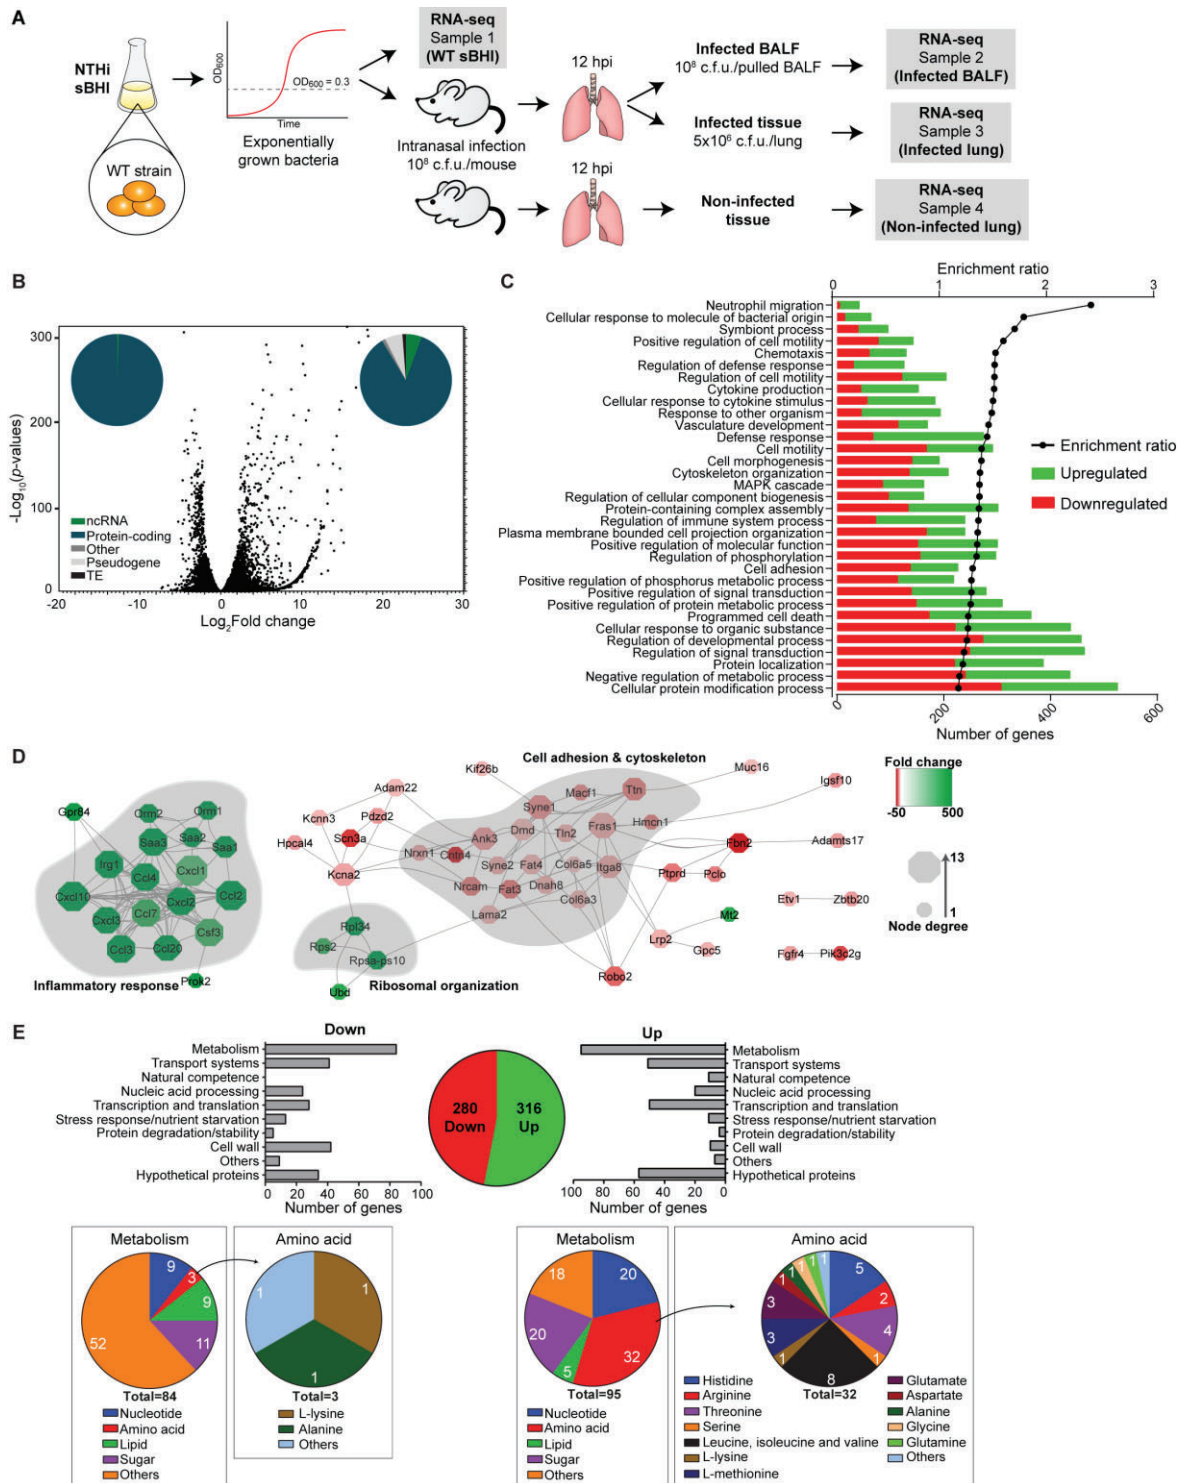 A
NTHi
sBHI
WT strain
OD600
OD600 = 0.3
Time
Exponentially
grown bacteria
RNA-seq
Sample 1
(WT sBHI)
Intranasal infection
10⁸ c.f.u./mouse
12 hpi
Infected BALF
10⁸ c.f.u./pulled BALF
Infected tissue
5x10⁶ c.f.u./lung
RNA-seq
Sample 2
(Infected BALF)
RNA-seq
Sample 3
(Infected lung)
12 hpi
Non-infected
tissue
RNA-seq
Sample 4
(Non-infected lung)
B
-Log10(p-values)
300
200
100
0
ncRNA
Protein-coding
Other
Pseudogene
TE
-20 -10 0 10 20 30
Log2Fold change
C
Enrichment ratio
0 1 2 3
Neutrophil migration
Cellular response to molecule of bacterial origin
Symbiont process
Positive regulation of cell motility
Chemotaxis
Regulation of defense response
Regulation of cell motility
Cytokine production
Cellular response to cytokine stimulus
Response to other organism
Vasculature development
Defense response
Cell motility
Cell morphogenesis
Cytoskeleton organization
MAPK cascade
Regulation of cellular component biogenesis
Protein-containing complex assembly
Regulation of immune system process
Plasma membrane bounded cell projection organization
Positive regulation of molecular function
Regulation of phosphorylation
Cell adhesion
Positive regulation of phosphorus metabolic process
Positive regulation of signal transduction
Positive regulation of protein metabolic process
Programmed cell death
Cellular response to organic substance
Regulation of developmental process
Regulation of signal transduction
Protein localization
Negative regulation of metabolic process
Cellular protein modification process
Enrichment ratio
Upregulated
Downregulated
0 200 400 600
Number of genes
D
Gpr84
Orm2
Orm1
Saa3
Saa2
Saa1
Irg1
Ccl4
Cxcl1
Cxcl10
Cxcl2
Ccl2
Cxcl3
Ccl7
Csf3
Ccl3
Ccl20
Prok2
Inflammatory response
Cell adhesion & cytoskeleton
Kif26b
Muc16
Igsf10
Adam22
Macf1
Ttn
Syne1
Kcnn3
Pdzd2
Hmcn1
Scn3a
Ank3
Dmd
Tln2
Fras1
Hpcal4
Fbn2
Adamts17
Nrxn1
Cntn4
Syne2
Fat4
Col6a5
Itga8
Kcna2
Ptprd
Pclo
Nrcam
Fat3
Dnah8
Col6a3
Etv1
Zbtb20
Lama2
Mt2
Rpl34
Rps2
Rpsa-ps10
Lrp2
Gpc5
Fgfr4
Pik3c2g
Robo2
Ubd
Ribosomal organization
Fold change
-50 500
13
1
Node degree
E
Down
Metabolism
Transport systems
Natural competence
Nucleic acid processing
Transcription and translation
Stress response/nutrient starvation
Protein degradation/stability
Cell wall
Others
Hypothetical proteins
0 20 40 60 80 100
Number of genes
280
Down
316
Up
Up
Metabolism
Transport systems
Natural competence
Nucleic acid processing
Transcription and translation
Stress response/nutrient starvation
Protein degradation/stability
Cell wall
Others
Hypothetical proteins
100 80 60 40 20 0
Number of genes
Metabolism
9
3
9
11
52
Total=84
Nucleotide
Amino acid
Lipid
Sugar
Others
Amino acid
1
1
1
Total=3
L-lysine
Alanine
Others
Metabolism
18
20
20
32
5
Total=95
Nucleotide
Amino acid
Lipid
Sugar
Others
Amino acid
1
1
1
1
1
5
2
4
1
8
1
3
3
Total=32
Histidine
Arginine
Threonine
Serine
Leucine, isoleucine and valine
L-lysine
L-methionine
Glutamate
Aspartate
Alanine
Glycine
Glutamine
Others